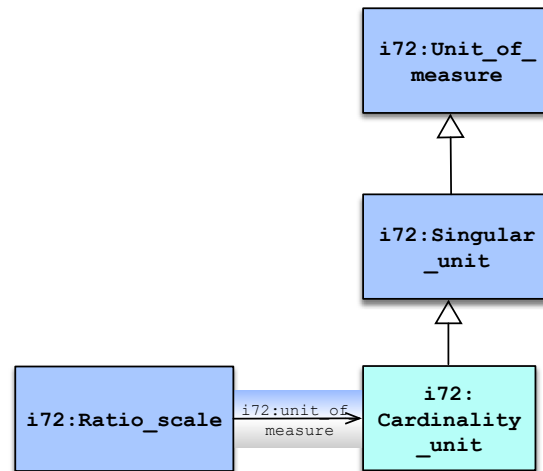 i72:Unit_of_
measure
i72:Singular
_unit
i72:Ratio_scale
i72:unit_of_
measure
i72:
Cardinality
_unit